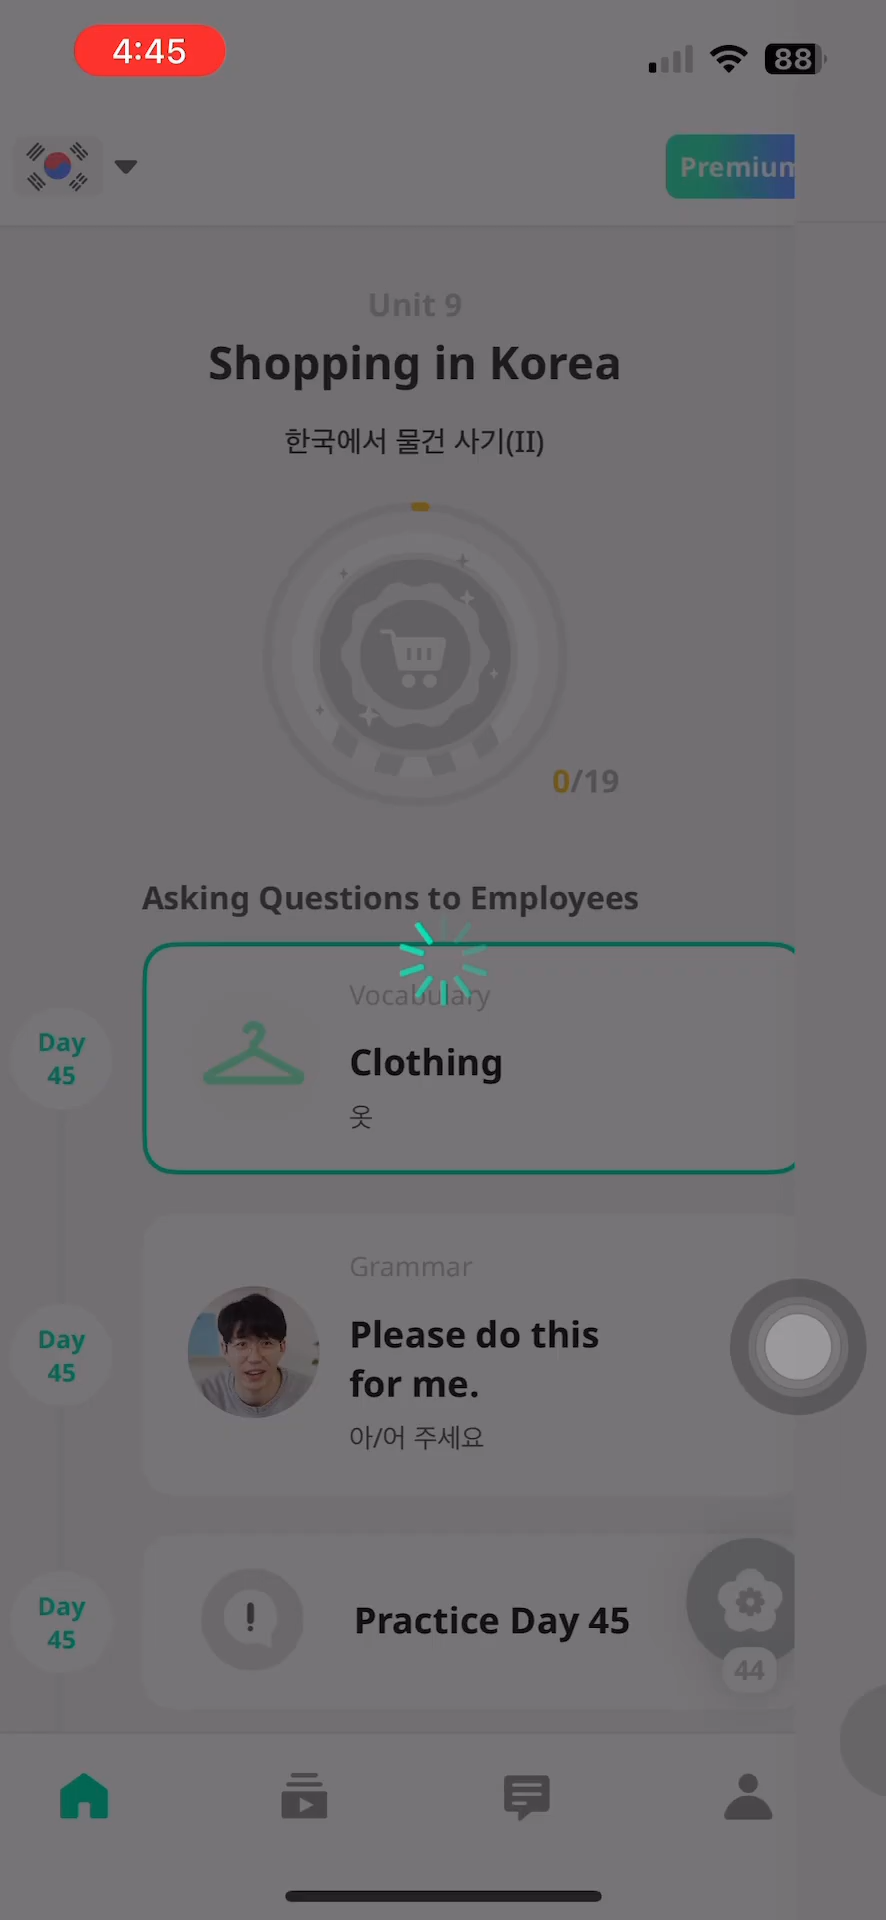 4:45
88
Premium
Unit 9
Shopping in Korea
한국에서 물건 사기(II)
0/19
Asking Questions to Employees
Day
45
Vocabulary
Clothing
옷
Day
45
Grammar
Please do this
for me.
아/어 주세요
Day
45
Practice Day 45
44